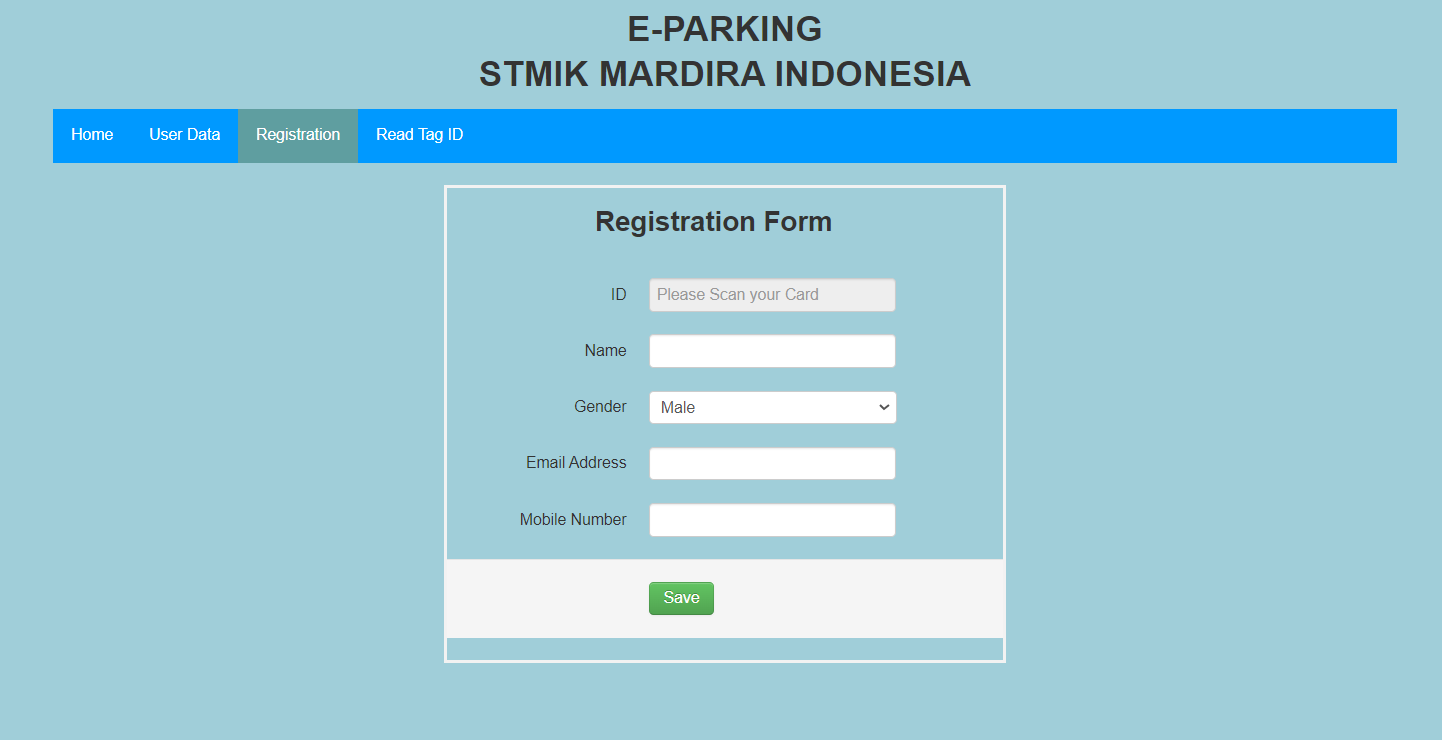 E-PARKING
STMIK MARDIRA INDONESIA
Home User Data Registration Read Tag ID
Registration Form
ID Please Scan your Card
Name
Gender Male
Email Address
Mobile Number
Save